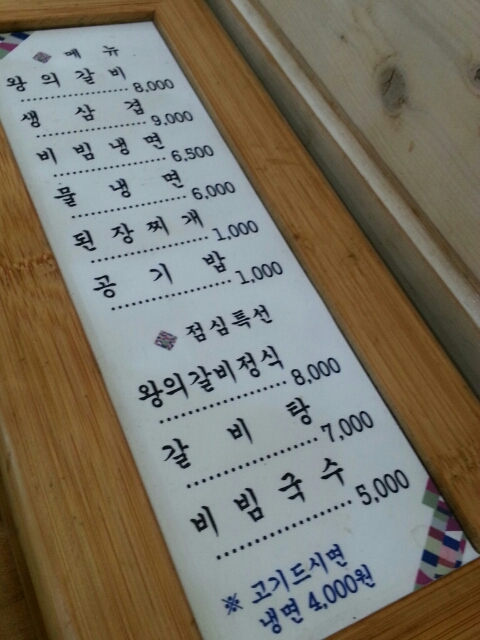 메뉴
왕의갈비 8,000
생삼겹 9,000
비빔냉면 6,500
물냉면 6,000
된장찌개 1,000
공기밥 1,000
점심특선
왕의갈비정식 8,000
갈비탕 7,000
비빔국수 5,000
※ 고기드시면
냉면 4,000원